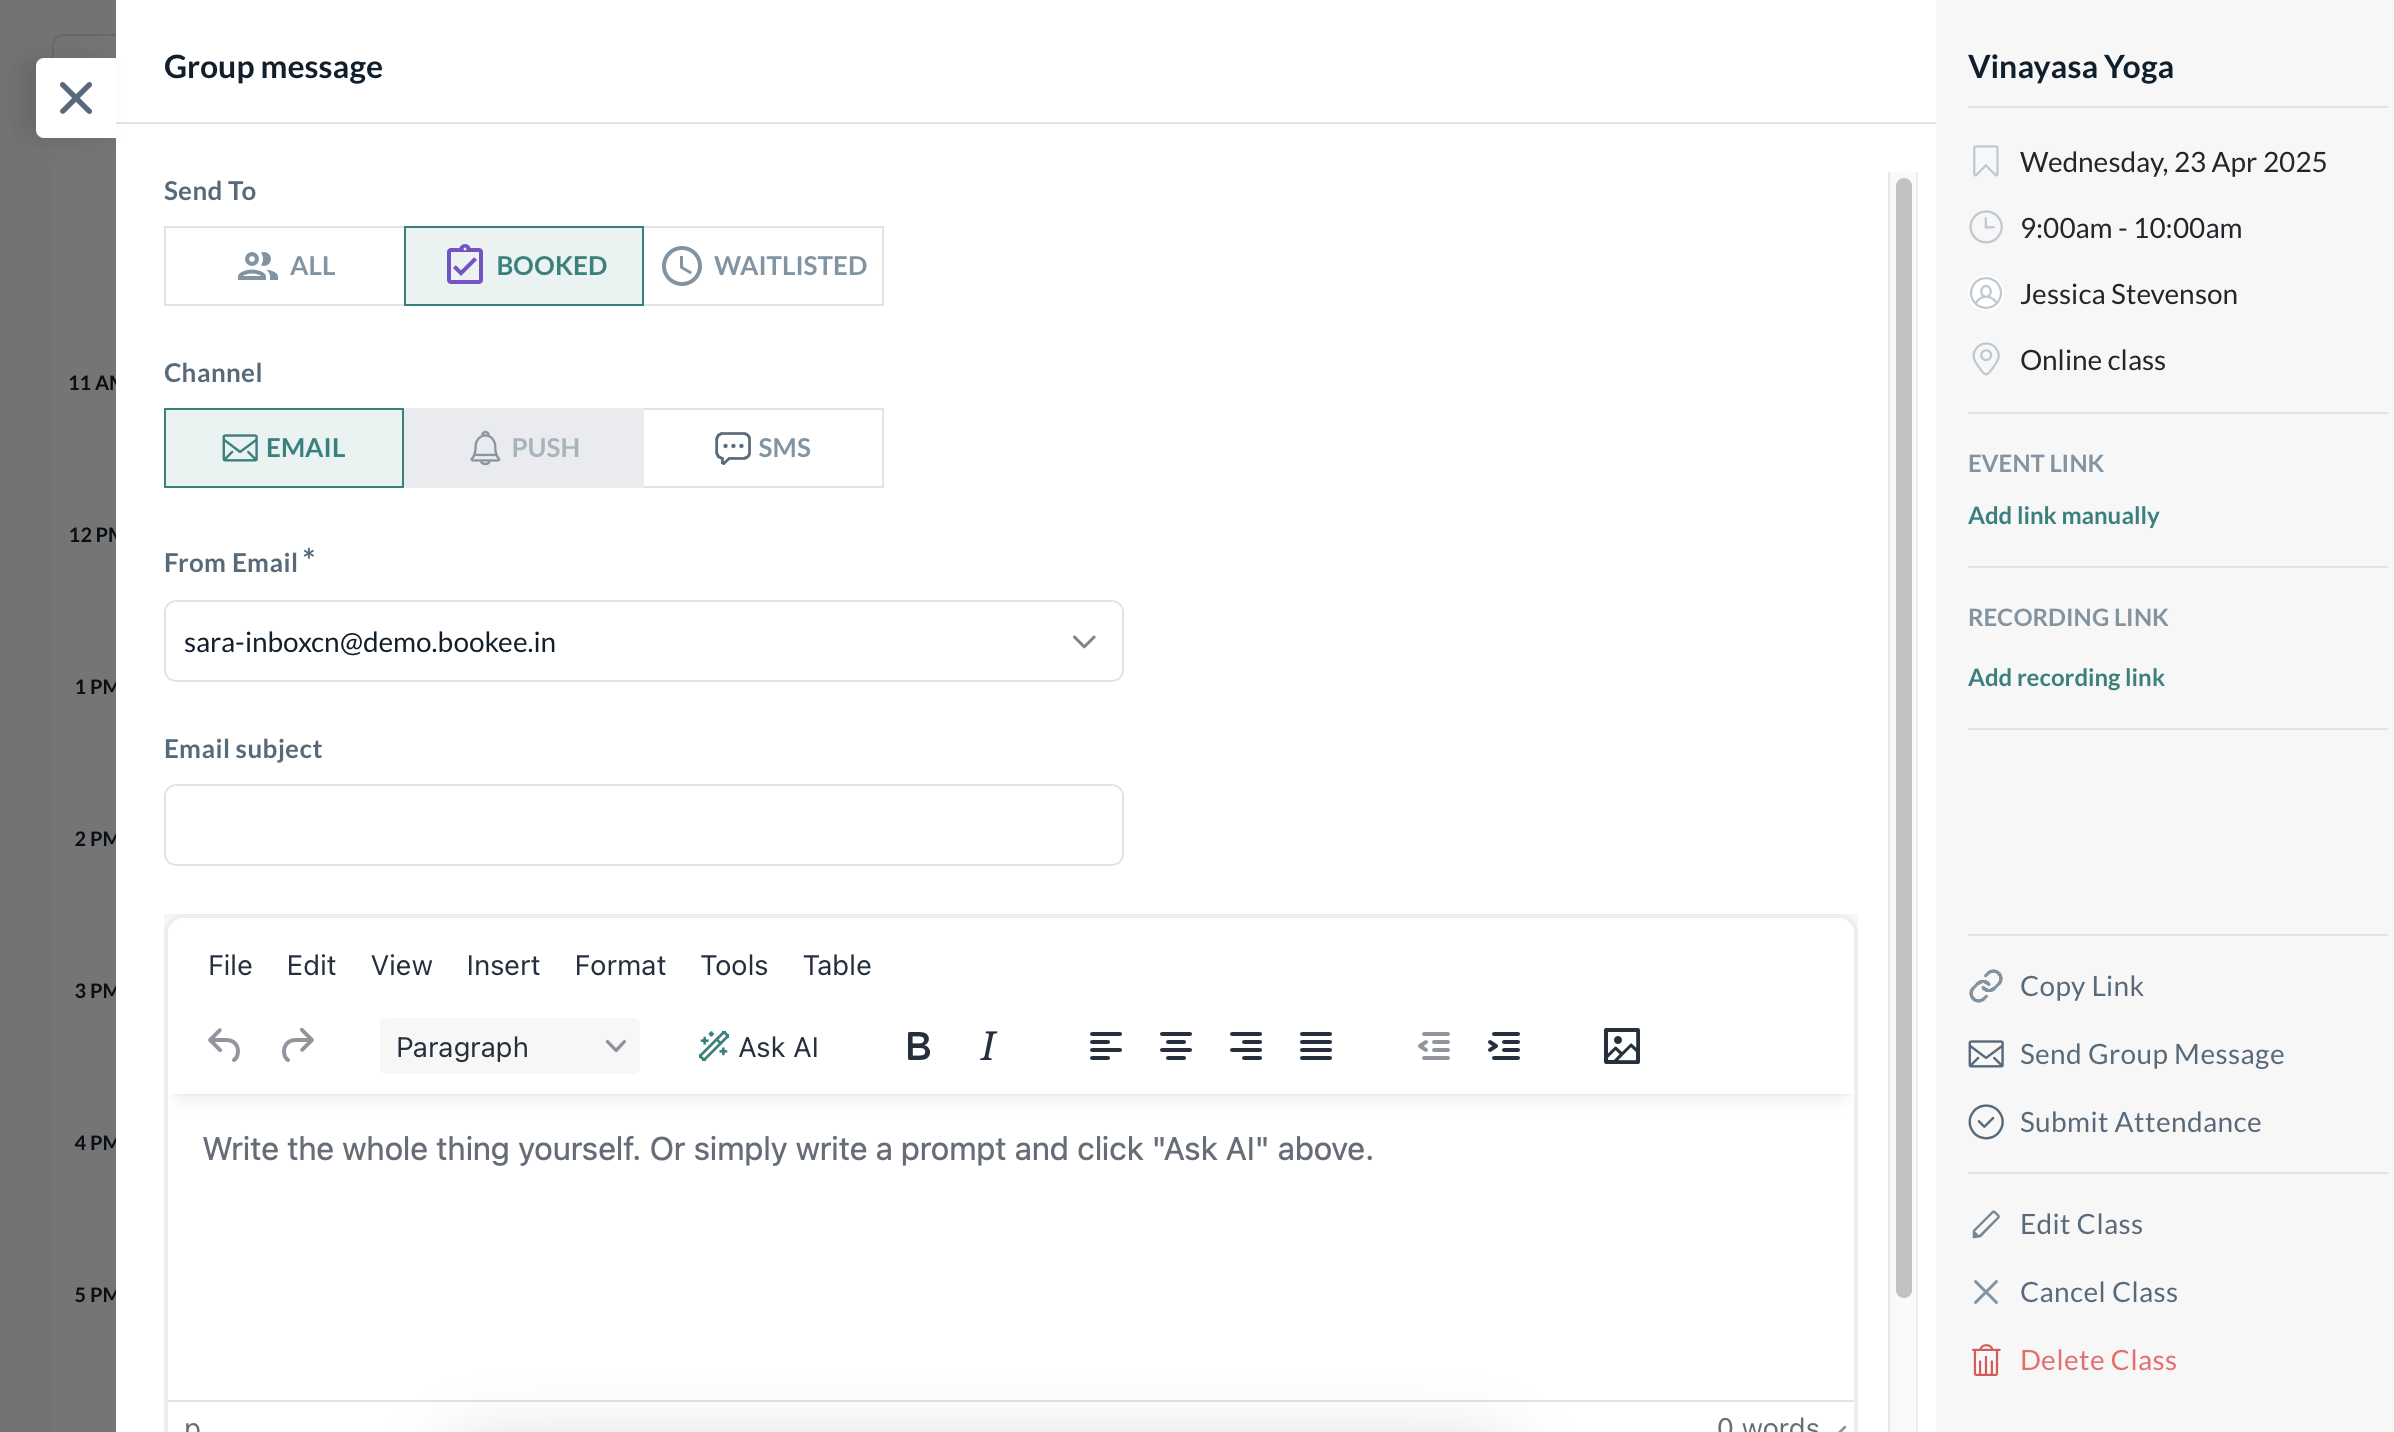 Group message
Send To
ALL
BOOKED
WAITLISTED
Channel
EMAIL
PUSH
SMS
From Email *
sara-inboxcn@demo.bookee.in
Email subject
File Edit View Insert Format Tools Table
Paragraph
Ask AI
B
I
Write the whole thing yourself. Or simply write a prompt and click "Ask AI" above.
p
0 words
Vinayasa Yoga
Wednesday, 23 Apr 2025
9:00am - 10:00am
Jessica Stevenson
Online class
EVENT LINK
Add link manually
RECORDING LINK
Add recording link
Copy Link
Send Group Message
Submit Attendance
Edit Class
Cancel Class
Delete Class
11 AM
12 PM
1 PM
2 PM
3 PM
4 PM
5 PM